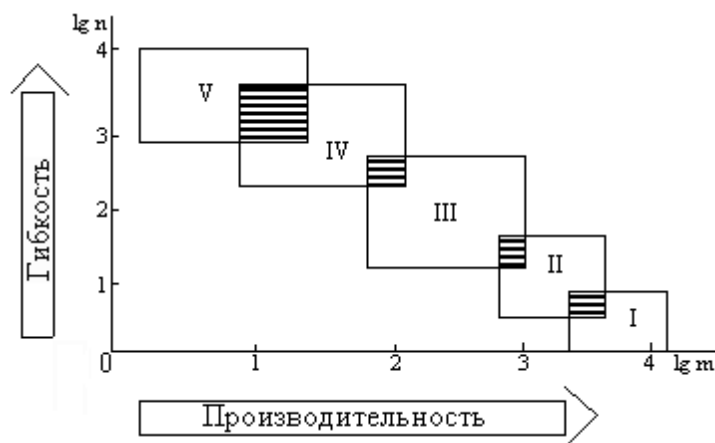 lg n
4
V
3
IV
2
III
II
1
I
0
1
2
3
4
lg m
Гибкость
Производительность